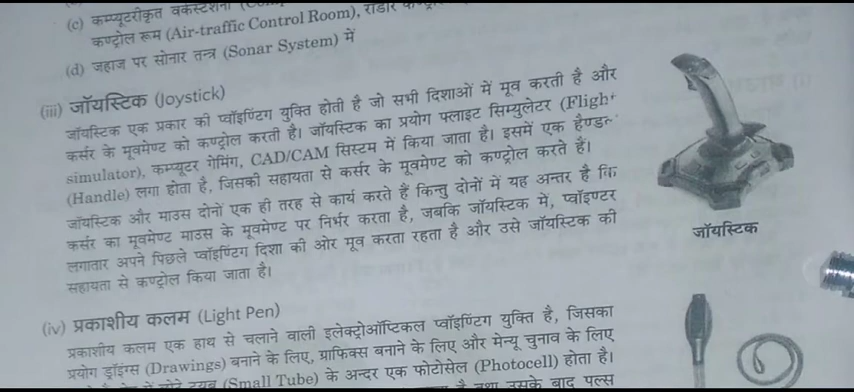 (c) कम्प्यूटरीकृत वर्कस्टेशनों
कण्ट्रोल रूम (Air-traffic Control Room), राडार
(d) जहाज पर सोनार तन्त्र (Sonar System) में
(iii) जॉयस्टिक (Joystick)
जॉयस्टिक एक प्रकार की प्वॉइण्टिंग युक्ति होती है जो सभी दिशाओं में मूव करती है और
कर्सर के मूवमेण्ट को कण्ट्रोल करती है। जॉयस्टिक का प्रयोग फ्लाइट सिम्युलेटर (Flight
simulator), कम्प्यूटर गेमिंग, CAD/CAM सिस्टम में किया जाता है। इसमें एक हैण्डल
(Handle) लगा होता है, जिसकी सहायता से कर्सर के मूवमेण्ट को कण्ट्रोल करते हैं।
जॉयस्टिक और माउस दोनों एक ही तरह से कार्य करते हैं किन्तु दोनों में यह अन्तर है कि
कर्सर का मूवमेण्ट माउस के मूवमेण्ट पर निर्भर करता है, जबकि जॉयस्टिक में, प्वॉइण्टर
लगातार अपने पिछले प्वॉइण्टिंग दिशा की ओर मूव करता रहता है और उसे जॉयस्टिक की
सहायता से कण्ट्रोल किया जाता है।
जॉयस्टिक
(iv) प्रकाशीय कलम (Light Pen)
प्रकाशीय कलम एक हाथ से चलाने वाली इलेक्ट्रोऑप्टिकल प्वॉइण्टिंग युक्ति है, जिसका
प्रयोग ड्रॉइंग्स (Drawings) बनाने के लिए, ग्राफिक्स बनाने के लिए और मेन्यू चुनाव के लिए
ट्यूब (Small Tube) के अन्दर एक फोटोसेल (Photocell) होता है।
है तथा उसके बाद पल्स